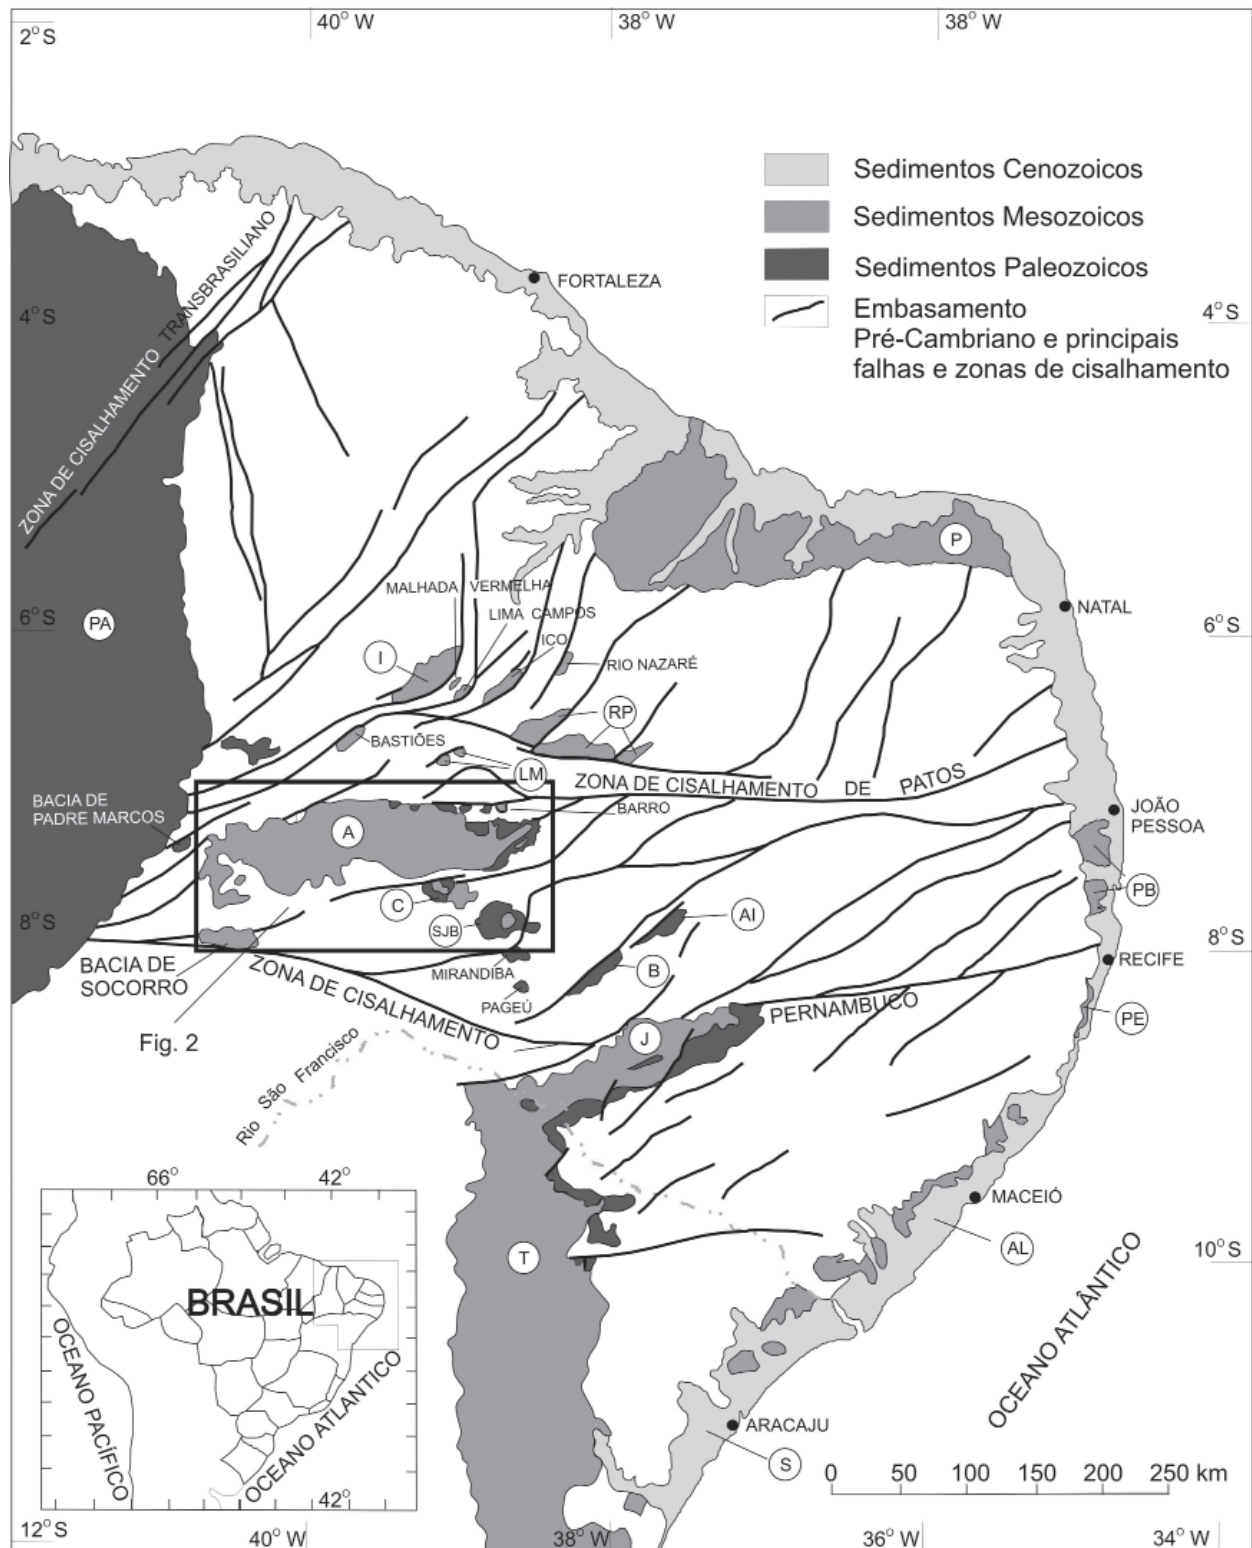 40° W
38° W
38° W
2° S
Sedimentos Cenozoicos
Sedimentos Mesozoicos
Sedimentos Paleozoicos
Embasamento
Pré-Cambriano e principais
falhas e zonas de cisalhamento
FORTALEZA
4° S
4° S
ZONA DE CISALHAMENTO TRANSBRASILIANO
P
MALHADA VERMELHA
LIMA CAMPOS
ICO
NATAL
6° S
6° S
PA
I
RIO NAZARÉ
RP
BASTIÕES
LM
ZONA DE CISALHAMENTO DE PATOS
BACIA DE
PADRE MARCOS
BARRO
JOÃO
PESSOA
A
PB
C
AI
SJB
8° S
8° S
RECIFE
BACIA DE
SOCORRO
MIRANDIBA
B
PAGEÚ
ZONA DE CISALHAMENTO
PERNAMBUCO
PE
Fig. 2
J
Rio São Francisco
66°
42°
MACEIÓ
AL
10° S
T
BRASIL
OCEANO PACÍFICO
OCEANO ATLANTICO
42°
OCEANO ATLÂNTICO
ARACAJU
S
0 50 100 150 200 250 km
12° S
40° W
38° W
36° W
34° W